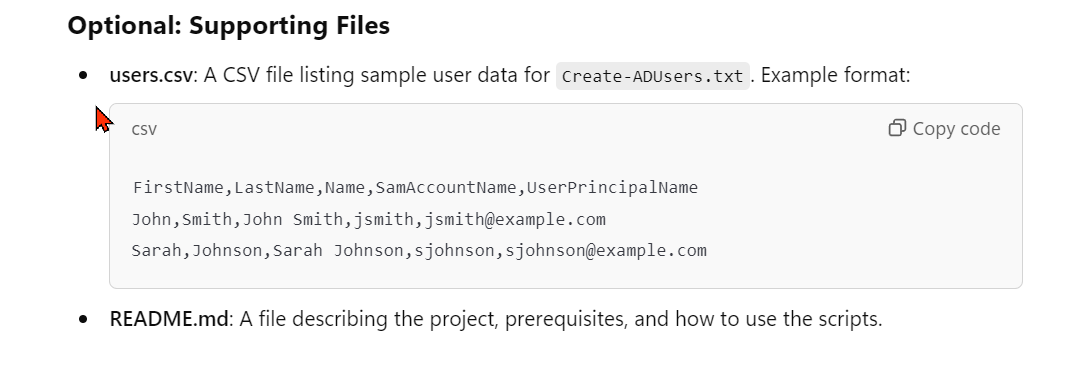 Optional: Supporting Files
• users.csv: A CSV file listing sample user data for Create-ADUsers.txt. Example format:
csv
Copy code
FirstName,LastName,Name,SamAccountName,UserPrincipalName
John,Smith,John Smith,jsmith,jsmith@example.com
Sarah,Johnson,Sarah Johnson,sjohnson,sjohnson@example.com
• README.md: A file describing the project, prerequisites, and how to use the scripts.